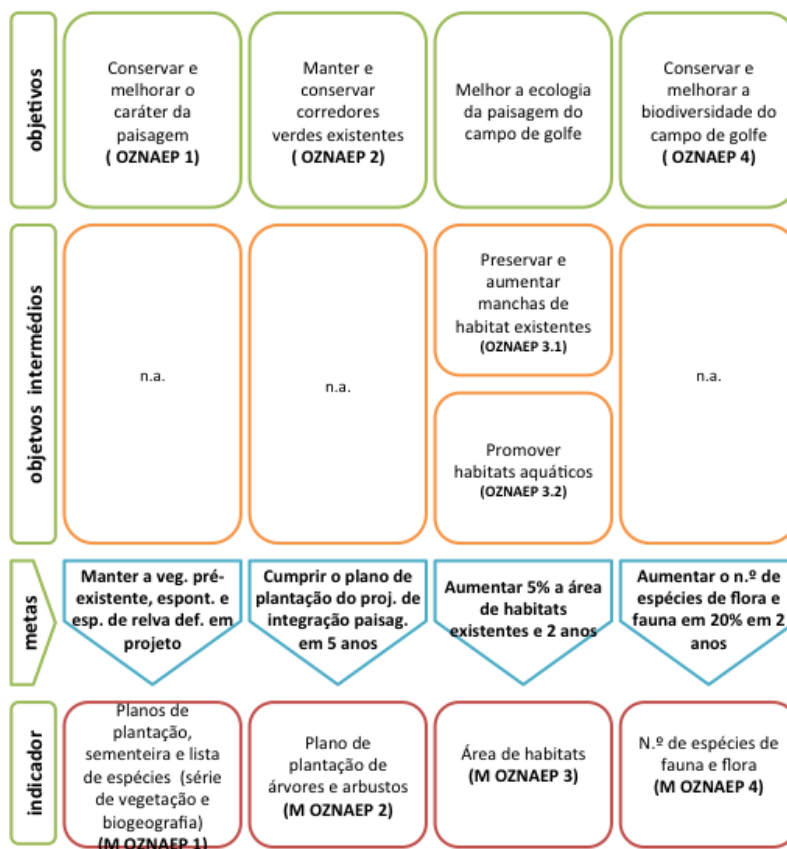 objetivos
Conservar e
melhorar o
caráter da
paisagem
( OZNAEP 1)
Manter e
conservar
corredores
verdes existentes
( OZNAEP 2)
Melhor a ecologia
da paisagem do
campo de golfe
Conservar e
melhorar a
biodiversidade do
campo de golfe
( OZNAEP 4)
objetvos intermédios
n.a.
n.a.
Preservar e
aumentar
manchas de
habitat existentes
(OZNAEP 3.1)
Promover
habitats aquáticos
(OZNAEP 3.2)
n.a.
metas
Manter a veg. pré-
existente, espont. e
esp. de relva def. em
projeto
Cumprir o plano de
plantação do proj. de
integração paisag.
em 5 anos
Aumentar 5% a área
de habitats
existentes e 2 anos
Aumentar o n.º de
espécies de flora e
fauna em 20% em 2
anos
indicador
Planos de
plantação,
sementeira e lista
de espécies (série
de vegetação e
biogeografia)
(M OZNAEP 1)
Plano de
plantação de
árvores e arbustos
(M OZNAEP 2)
Área de habitats
(M OZNAEP 3)
N.º de espécies de
fauna e flora
(M OZNAEP 4)